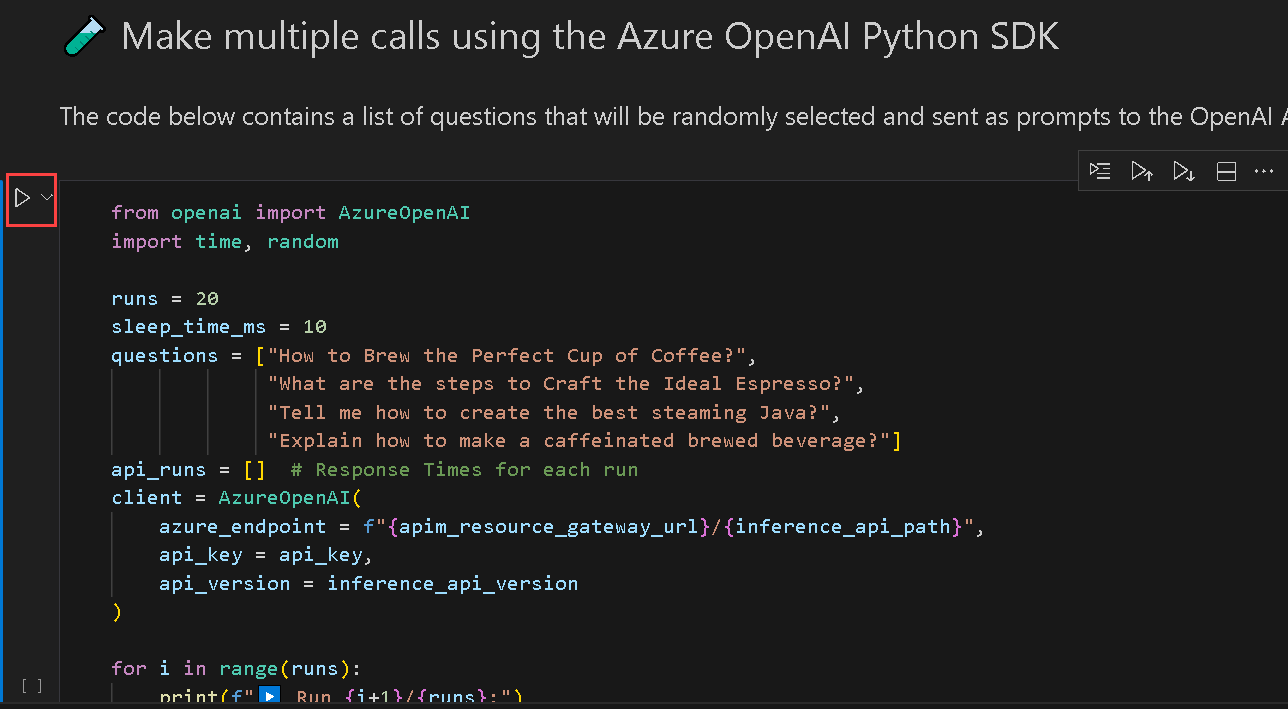 Make multiple calls using the Azure OpenAI Python SDK
The code below contains a list of questions that will be randomly selected and sent as prompts to the OpenAI
from openai import AzureOpenAI
import time, random
runs = 20
sleep_time_ms = 10
questions = ["How to Brew the Perfect Cup of Coffee?",
"What are the steps to Craft the Ideal Espresso?",
"Tell me how to create the best steaming Java?",
"Explain how to make a caffeinated brewed beverage?"]
api_runs = []  # Response Times for each run
client = AzureOpenAI(
azure_endpoint = f"{apim_resource_gateway_url}/{inference_api_path}",
api_key = api_key,
api_version = inference_api_version
)
for i in range(runs):
[ ]
print(f"▶️ Run {i+1}/{runs}:")